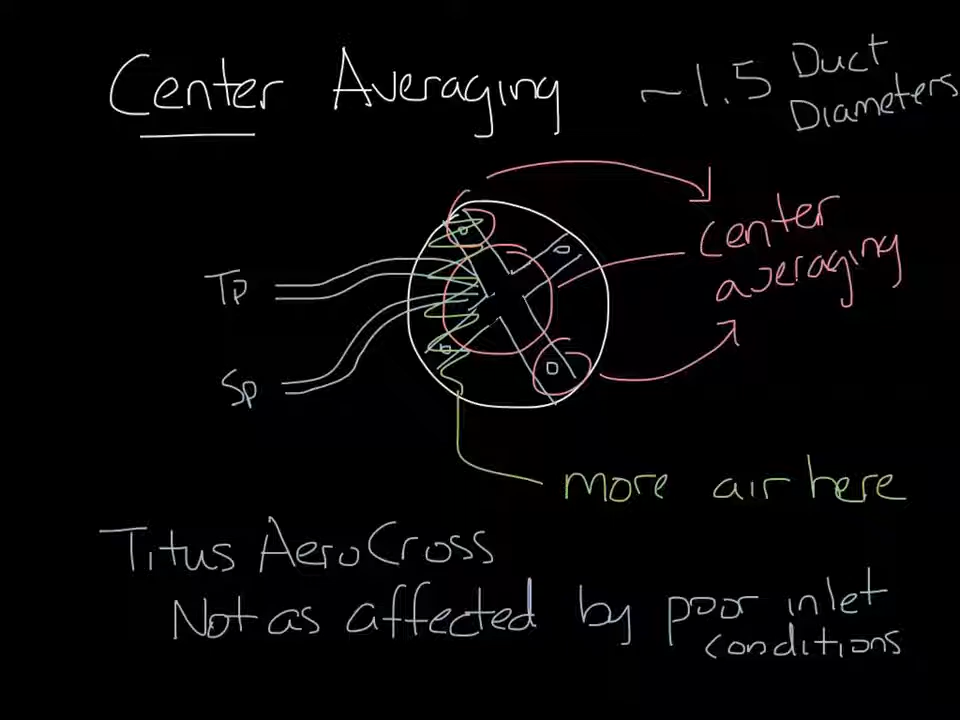 Center Averaging
~1.5 Duct
Diameters
center
averaging
Tp
Sp
more air here
Titus AeroCross
Not as affected by poor inlet
conditions